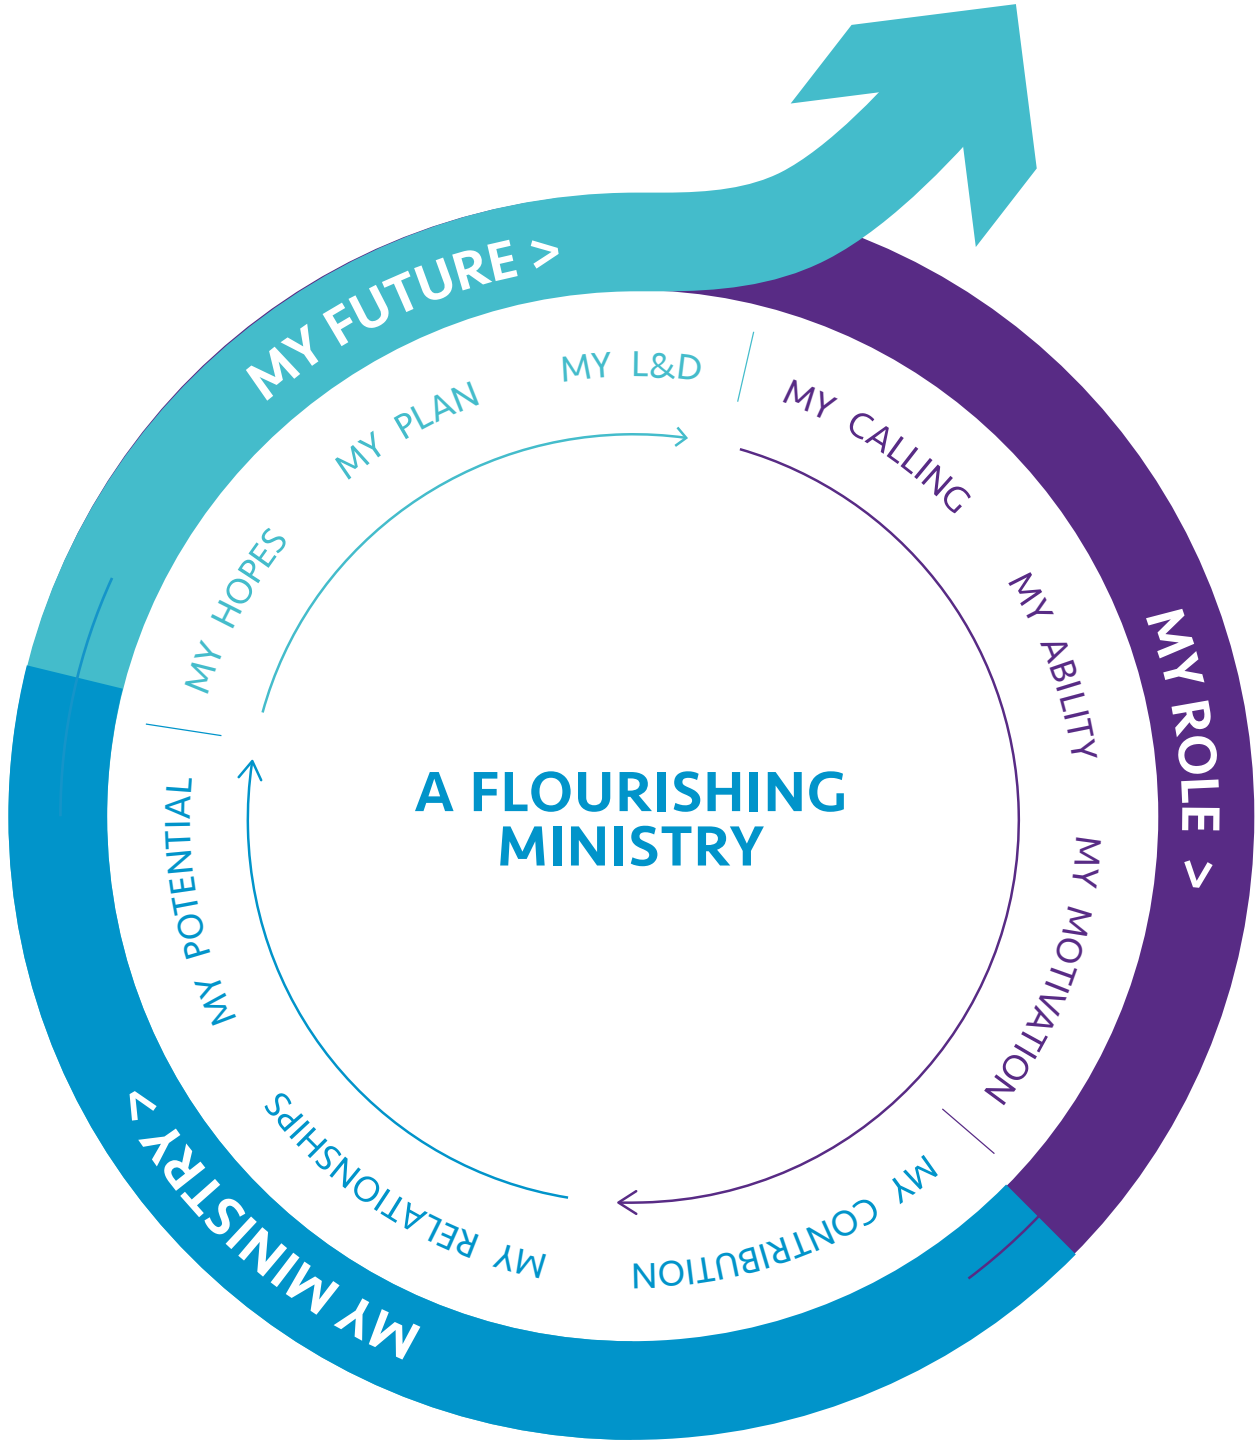 MY FUTURE >
MY ROLE >
MY MINISTRY >
MY HOPES
MY PLAN
MY L&D
MY CALLING
MY ABILITY
MY MOTIVATION
MY CONTRIBUTION
MY RELATIONSHIPS
MY POTENTIAL
A FLOURISHING
MINISTRY